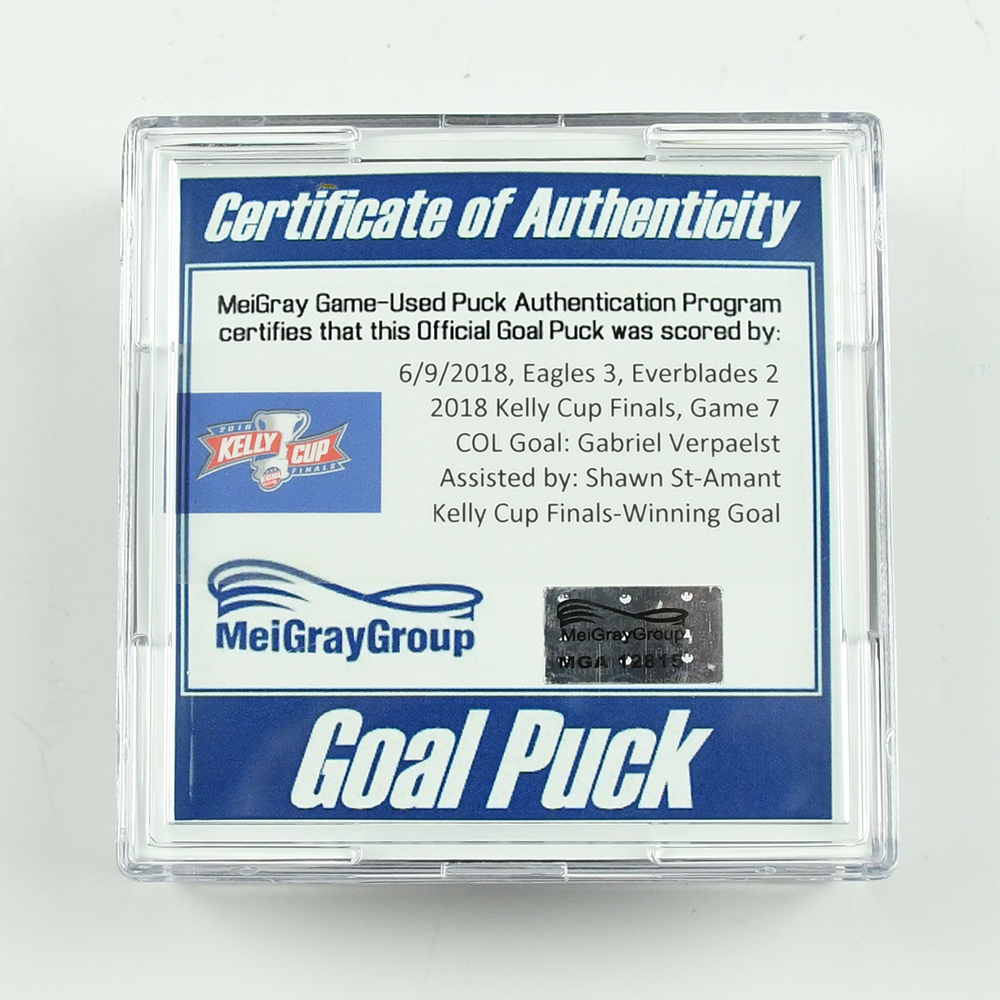 Certificate of Authenticity
MeiGray Game-Used Puck Authentication Program
certifies that this Official Goal Puck was scored by:
6/9/2018, Eagles 3, Everblades 2
2018 Kelly Cup Finals, Game 7
COL Goal: Gabriel Verpaelst
Assisted by: Shawn St-Amant
Kelly Cup Finals-Winning Goal
2018
KELLY CUP
FINALS
MeiGrayGroup
MeiGrayGroup
MGA 12815
Goal Puck